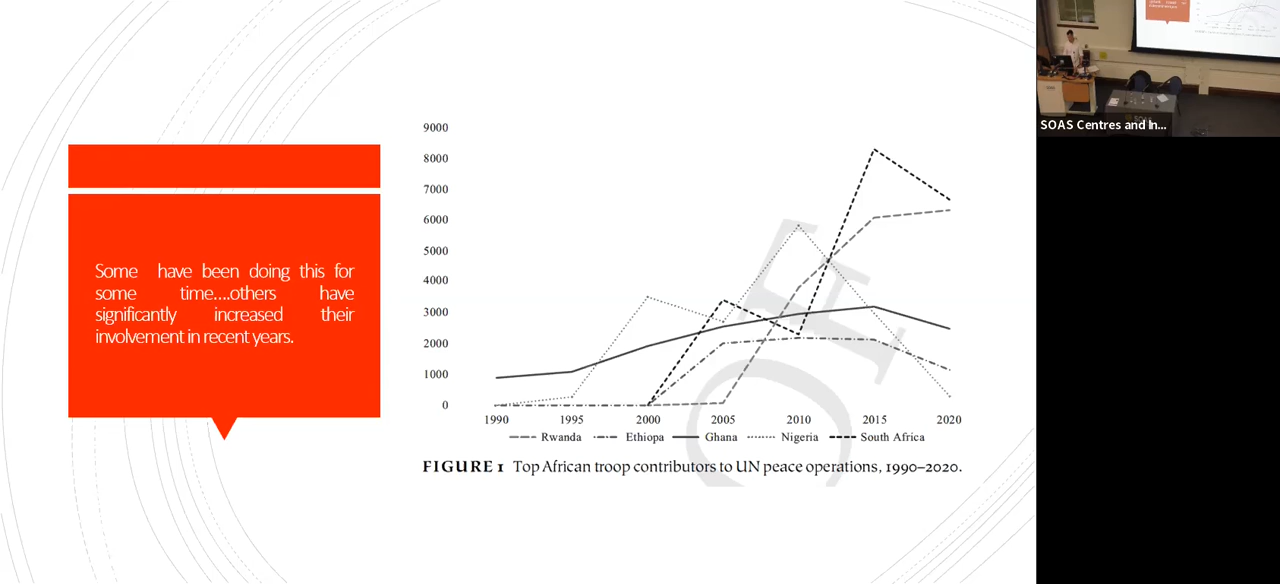 Some have been doing this for
some time....others have
significantly increased their
involvement in recent years.
9000
8000
7000
6000
5000
4000
3000
2000
1000
0
1990 1995 2000 2005 2010 2015 2020
Rwanda Ethiopa Ghana Nigeria South Africa
FIGURE 1 Top African troop contributors to UN peace operations, 1990–2020.
OF
SOAS Centres and In...